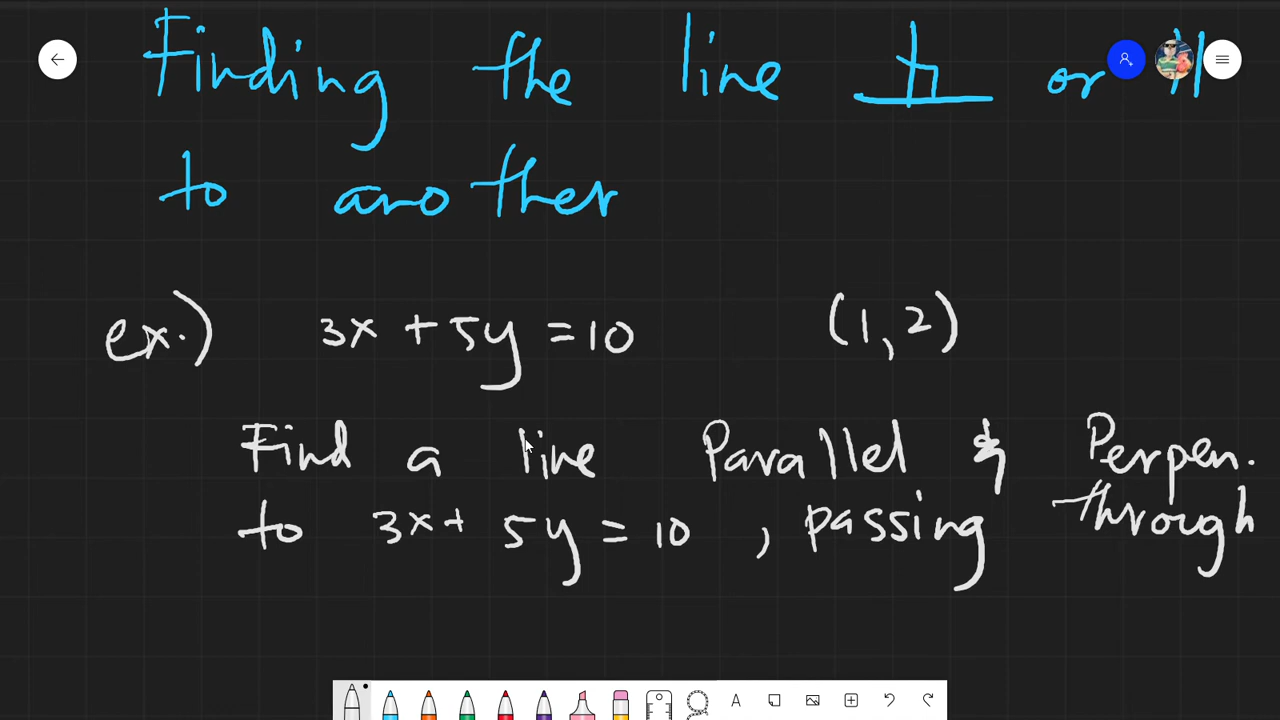 Finding the line ⊥ or //
to another
ex.) 3x + 5y = 10 (1, 2)
Find a line Parallel & Perpen.
to 3x + 5y = 10 , passing through
A